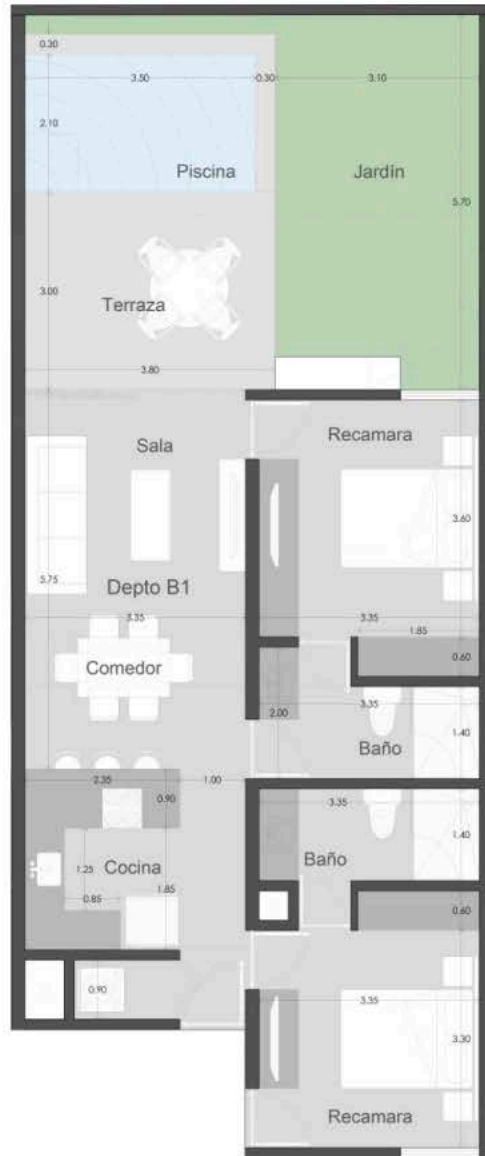 0.30
3.50
0.30
3.10
2.10
Piscina
Jardín
5.70
3.00
Terraza
3.80
Sala
Recamara
3.60
5.75
Depto B1
3.35
3.35
1.85
Comedor
0.60
3.35
2.00
1.40
Baño
2.35
1.00
0.90
3.35
1.40
Baño
1.25
Cocina
0.85
1.85
0.60
0.90
3.35
3.30
Recamara